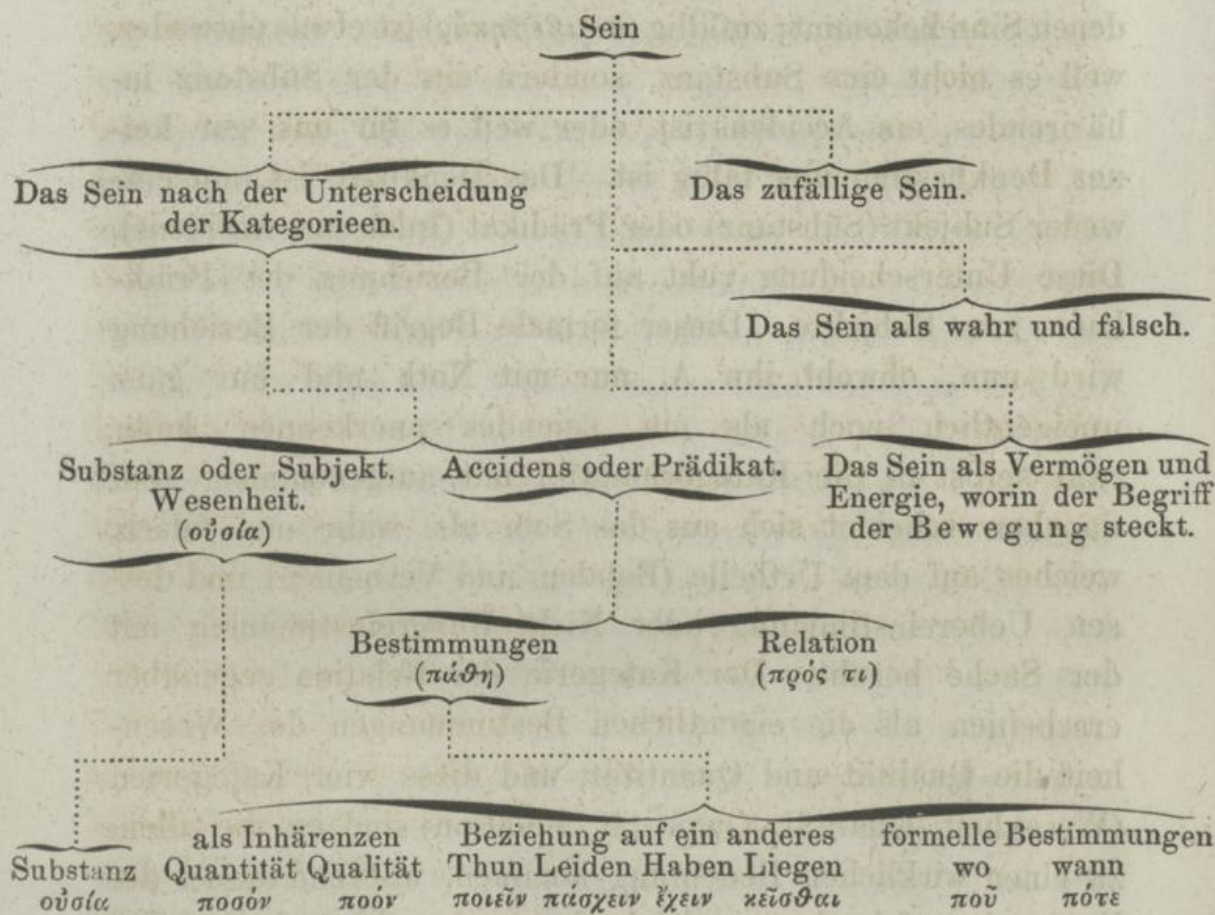 Sein
Das Sein nach der Unterscheidung
der Kategorieen.
Das zufällige Sein.
Das Sein als wahr und falsch.
Substanz oder Subjekt.
Wesenheit.
(οὐσία)
Accidens oder Prädikat.
Das Sein als Vermögen und
Energie, worin der Begriff
der Bewegung steckt.
Bestimmungen
(πάθη)
Relation
(πρός τι)
als Inhärenzen Beziehung auf ein anderes formelle Bestimmungen
Substanz Quantität Qualität Thun Leiden Haben Liegen wo wann
οὐσία ποσόν ποόν ποιεῖν πάσχειν ἔχειν κεῖσθαι ποῦ πότε